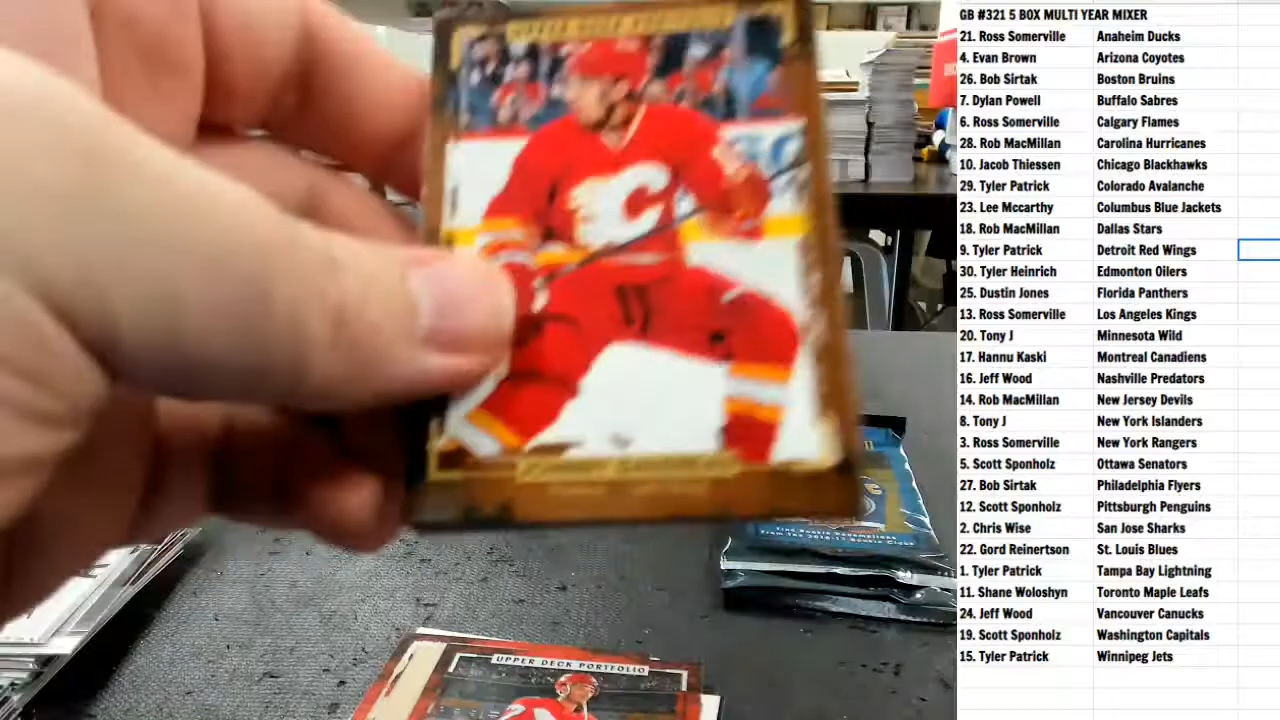 GB #321 5 BOX MULTI YEAR MIXER
21. Ross Somerville Anaheim Ducks
4. Evan Brown Arizona Coyotes
26. Bob Sirtak Boston Bruins
7. Dylan Powell Buffalo Sabres
6. Ross Somerville Calgary Flames
28. Rob MacMillan Carolina Hurricanes
10. Jacob Thiessen Chicago Blackhawks
29. Tyler Patrick Colorado Avalanche
23. Lee Mccarthy Columbus Blue Jackets
18. Rob MacMillan Dallas Stars
9. Tyler Patrick Detroit Red Wings
30. Tyler Heinrich Edmonton Oilers
25. Dustin Jones Florida Panthers
13. Ross Somerville Los Angeles Kings
20. Tony J Minnesota Wild
17. Hannu Kaski Montreal Canadiens
16. Jeff Wood Nashville Predators
14. Rob MacMillan New Jersey Devils
8. Tony J New York Islanders
3. Ross Somerville New York Rangers
5. Scott Sponholz Ottawa Senators
27. Bob Sirtak Philadelphia Flyers
12. Scott Sponholz Pittsburgh Penguins
2. Chris Wise San Jose Sharks
22. Gord Reinertson St. Louis Blues
1. Tyler Patrick Tampa Bay Lightning
11. Shane Woloshyn Toronto Maple Leafs
24. Jeff Wood Vancouver Canucks
19. Scott Sponholz Washington Capitals
15. Tyler Patrick Winnipeg Jets
C
UPPER DECK PORTFOLIO